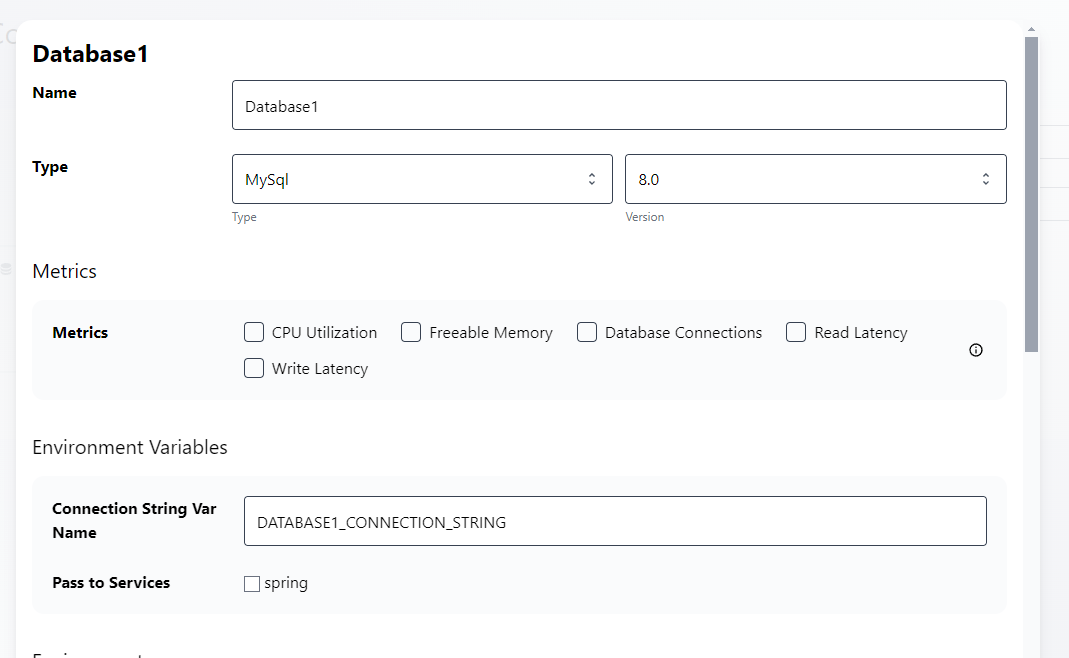 Database1
Name
Database1
Type
MySql
8.0
Type
Version
Metrics
Metrics
CPU Utilization
Freeable Memory
Database Connections
Read Latency
Write Latency
Environment Variables
Connection String Var
Name
DATABASE1_CONNECTION_STRING
Pass to Services
spring